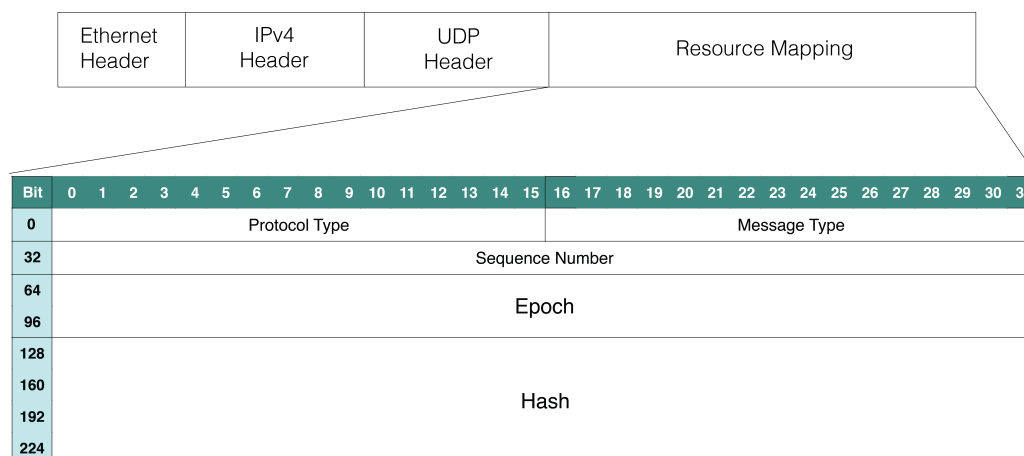 Ethernet Header
IPv4 Header
UDP Header
Resource Mapping
Bit 0 1 2 3 4 5 6 7 8 9 10 11 12 13 14 15 16 17 18 19 20 21 22 23 24 25 26 27 28 29 30
0 Protocol Type Message Type
32 Sequence Number
64
Epoch
96
128
160
Hash
192
224